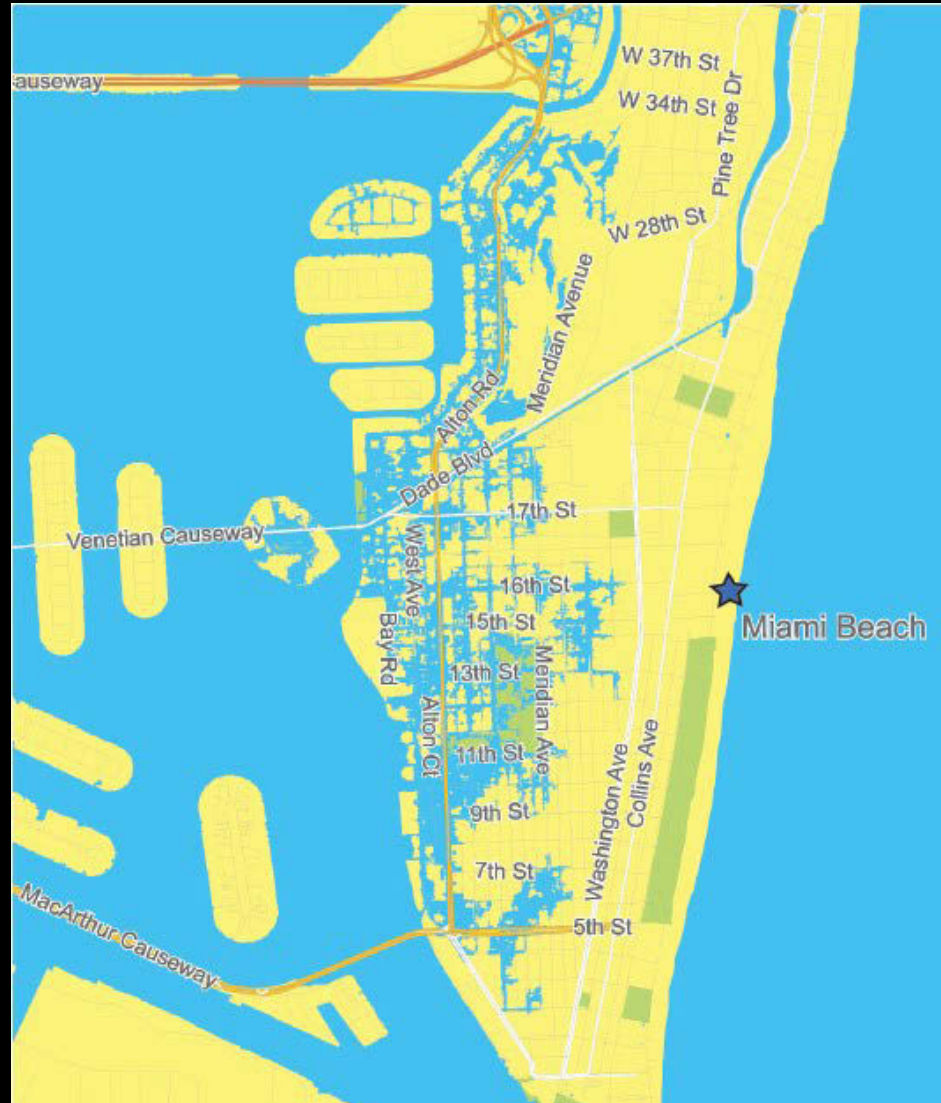 auseway
W 37th St
W 34th St
Pine Tree Dr
W 28th St
Meridian Avenue
Alton Rd
Dade Blvd
17th St
Venetian Causeway
West Ave
16th St
15th St
Miami Beach
Bay Rd
13th St
Meridian Ave
Alton Ct
11th St
Washington Ave
Collins Ave
9th St
7th St
5th St
MacArthur Causeway